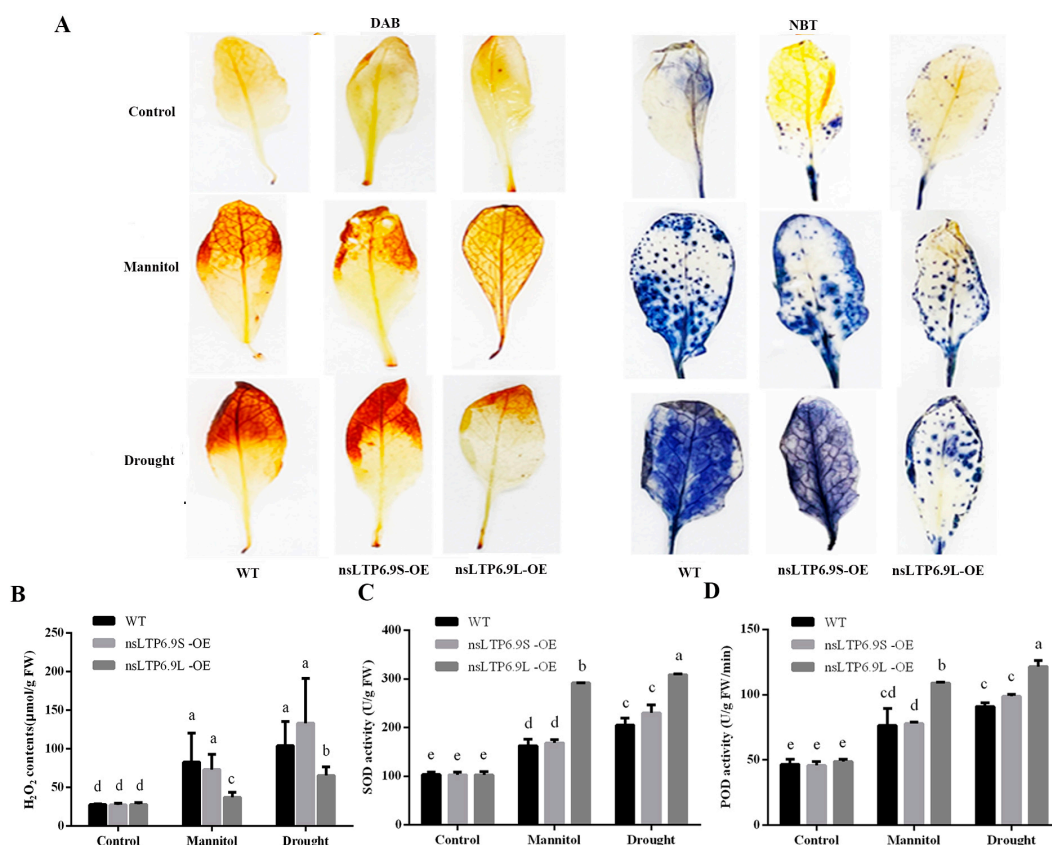 A
DAB
NBT
Control
Mannitol
Drought
WT
nsLTP6.9S-OE
nsLTP6.9L-OE
WT
nsLTP6.9S-OE
nsLTP6.9L-OE
B
WT
nsLTP6.9S -OE
nsLTP6.9L -OE
H₂O₂ contents(μmol/g FW)
250
200
150
100
50
0
d d d
a a c
a a b
Control Mannitol Drought
C
WT
nsLTP6.9S -OE
nsLTP6.9L -OE
SOD activity (U/g FW)
400
300
200
100
0
e e e
d d b
c c a
Control Mannitol Drought
D
WT
nsLTP6.9S -OE
nsLTP6.9L -OE
POD activity (U/g FW/min)
150
100
50
0
e e e
cd d b
c c a
Control Mannitol Drought